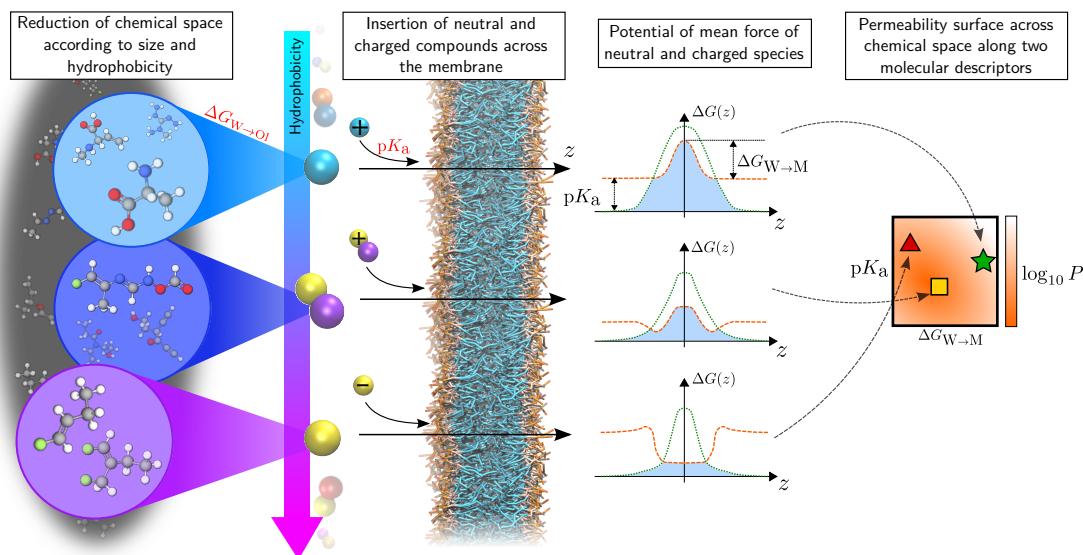 Reduction of chemical space
according to size and
hydrophobicity
Insertion of neutral and
charged compounds across
the membrane
Potential of mean force of
neutral and charged species
Permeability surface across
chemical space along two
molecular descriptors
Hydrophobicity
ΔG_W→Ol
+
pK_a
z
ΔG(z)
ΔG_W→M
pK_a
z
+
ΔG(z)
z
−
ΔG(z)
z
pK_a
log₁₀ P
ΔG_W→M